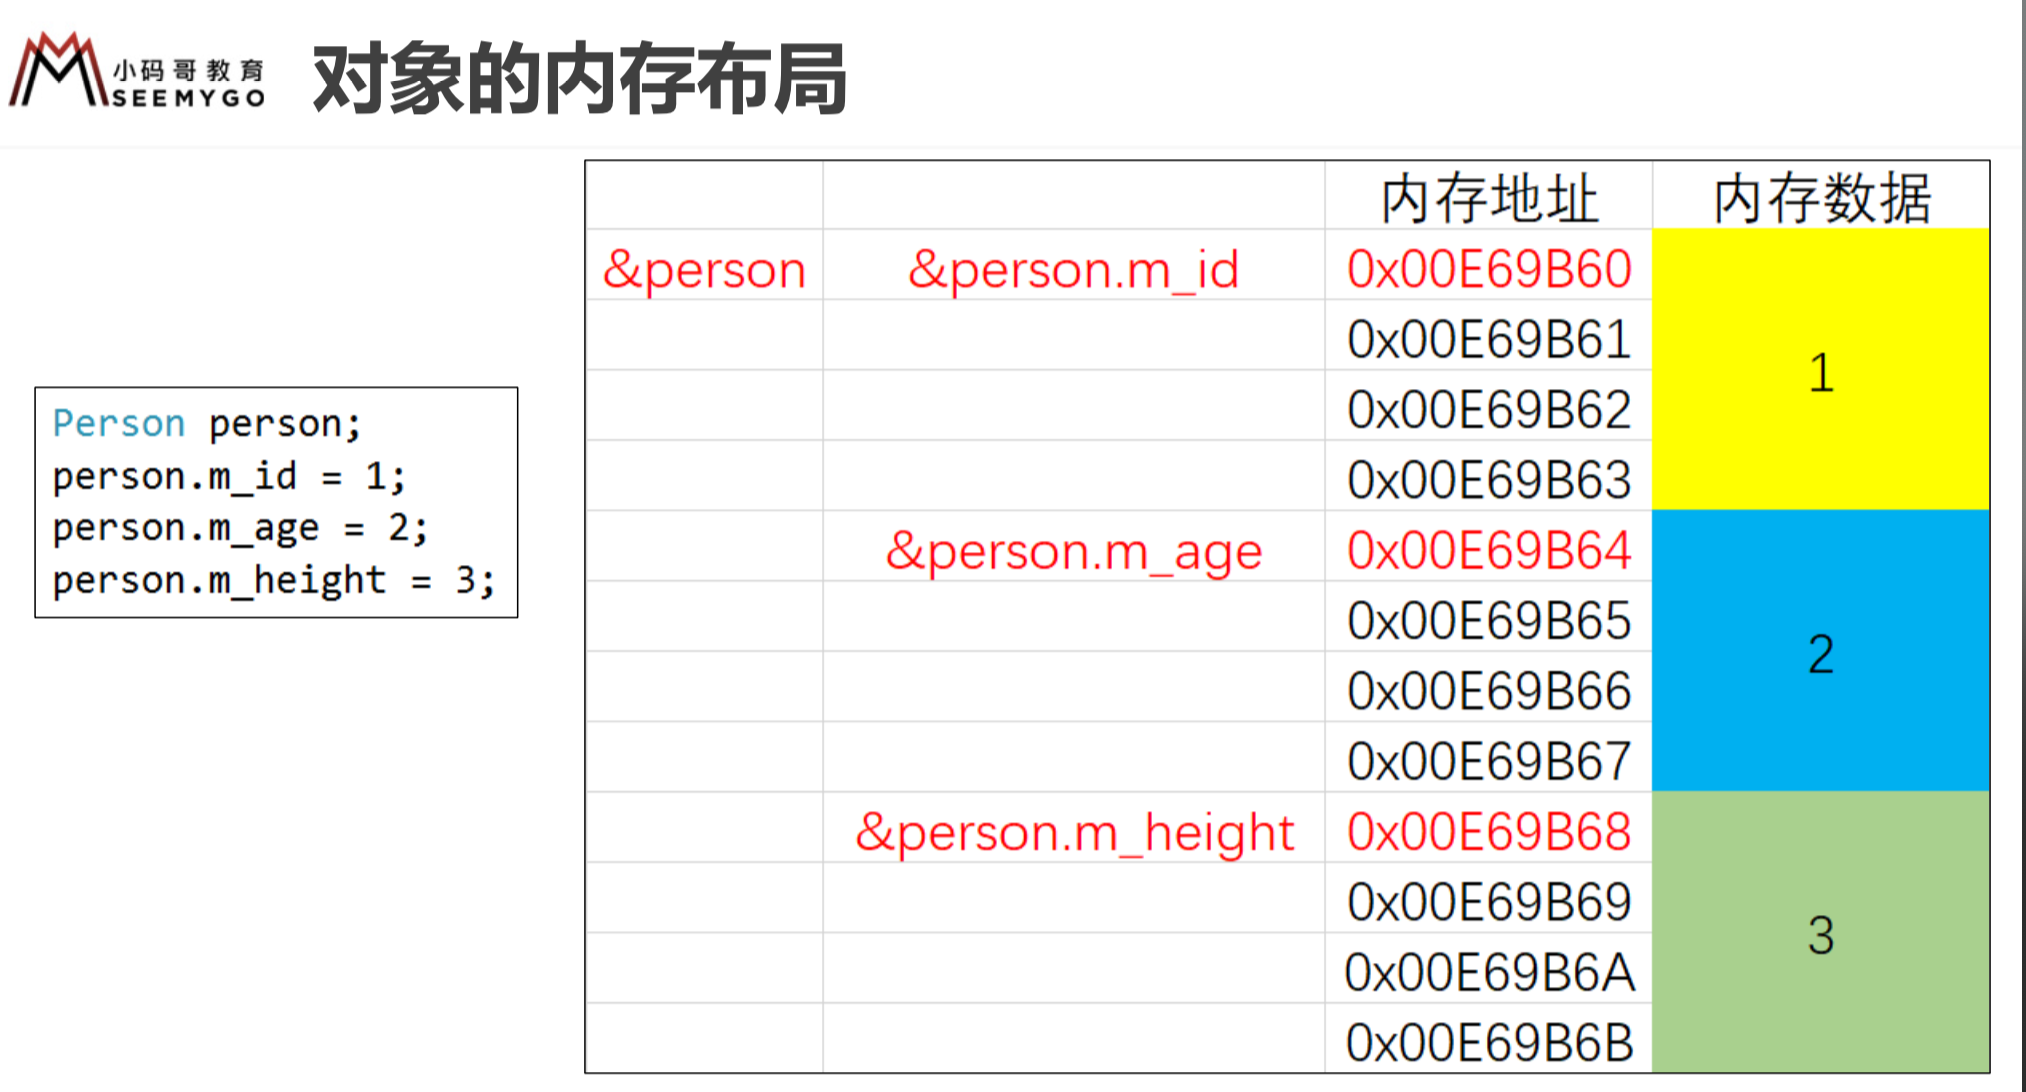 小码哥教育
SEEMYGO
对象的内存布局
Person person;
person.m_id = 1;
person.m_age = 2;
person.m_height = 3;
内存地址 内存数据
&person &person.m_id 0x00E69B60
0x00E69B61
1
0x00E69B62
0x00E69B63
&person.m_age 0x00E69B64
0x00E69B65
2
0x00E69B66
0x00E69B67
&person.m_height 0x00E69B68
0x00E69B69
3
0x00E69B6A
0x00E69B6B